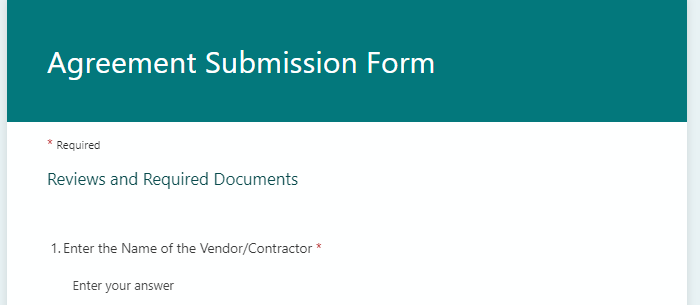 Agreement Submission Form
* Required
Reviews and Required Documents
1. Enter the Name of the Vendor/Contractor *
Enter your answer